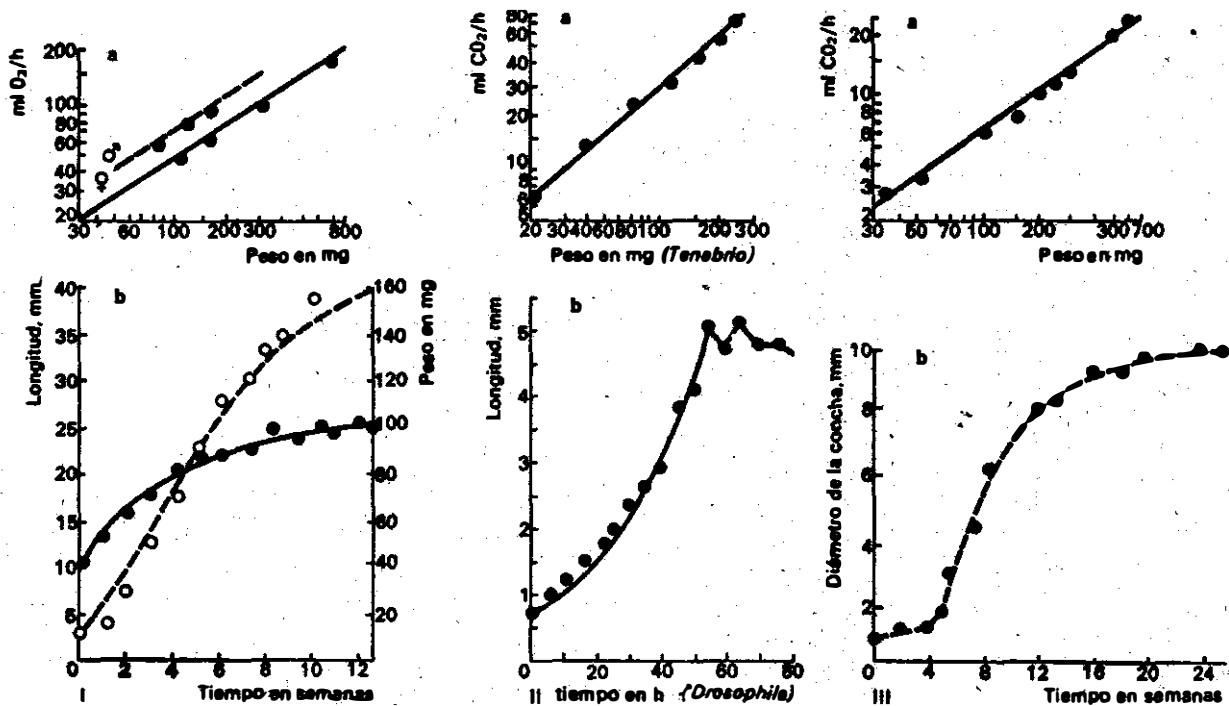 a
ml O₂/h
200
100
80
60
40
30
20
♂
♀
30 60 100 200 300 800
Peso en mg
a
ml CO₂/h
80
60
40
30
20
10
8
6
20 30 40 60 80 100 200 300
Peso en mg (Tenebrio)
a
ml CO₂/h
20
10
8
6
4
3
2
30 50 70 100 200 300 700
Peso en mg
b
Longitud, mm
40
35
30
25
20
15
10
5
Peso en mg
160
140
120
100
80
60
40
20
0 2 4 6 8 10 12
I Tiempo en semanas
b
Longitud, mm
5
4
3
2
1
0 20 40 60 80
II tiempo en h (Drosophila)
b
Diámetro de la concha, mm
10
8
6
4
2
0 4 8 12 16 20 24
III Tiempo en semanas